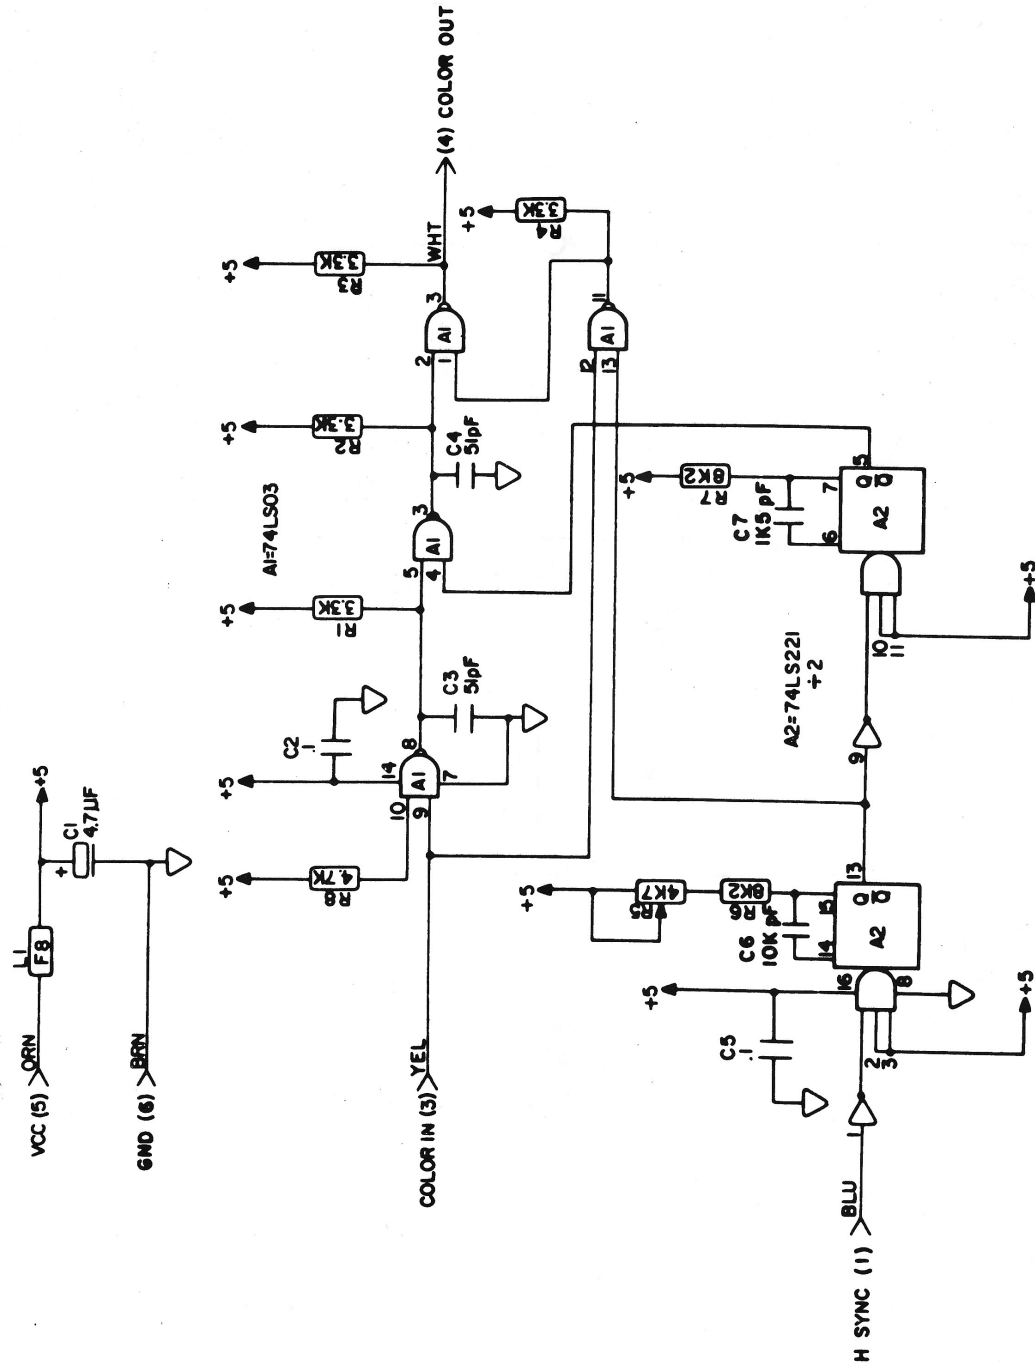 VCC (5)
ORN
L1
F8
+5
C1
+
4.7µF
GND (6)
BRN
A1=74LS03
COLOR IN (3)
YEL
+5
R8
4.7K
10
9
+5
14
A1
8
7
C2
.1
C3
51pF
+5
R1
3.3K
5
4
A1
3
+5
R2
3.3K
C4
51pF
2
1
A1
3
+5
R3
3.3K
WHT
(4) COLOR OUT
12
13
A1
11
+5
R4
3.3K
H SYNC (1)
BLU
1
2
3
+5
C5
.1
+5
16
8
A2
14
15
Q
Q̅
13
C6
10K pF
R6
8K2
R5
4K7
+5
A2=74LS221
÷2
9
10
11
+5
A2
6
7
Q
Q̅
5
C7
1K5 pF
R7
8K2
+5